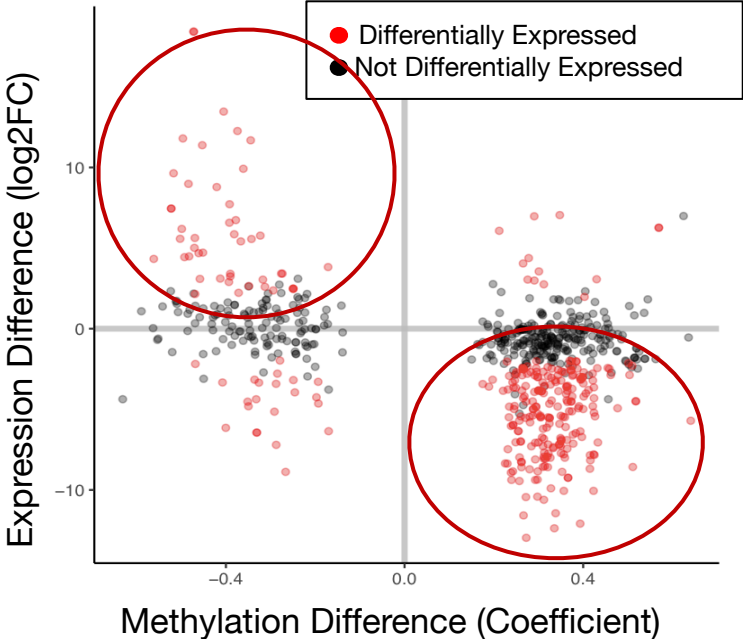 Differentially Expressed
Not Differentially Expressed
Expression Difference (log2FC)
10
0
−10
−0.4
0.0
0.4
Methylation Difference (Coefficient)